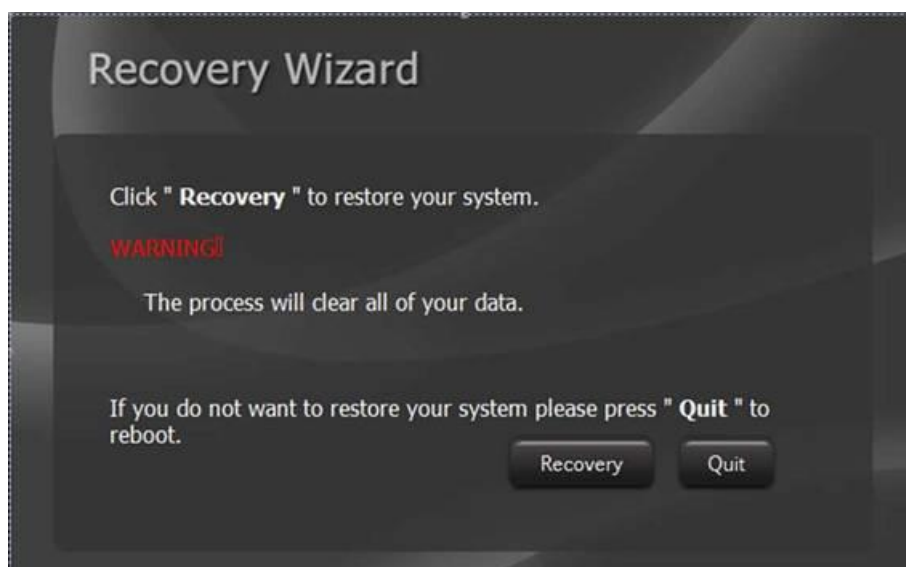 Recovery Wizard
Click " Recovery " to restore your system.
WARNING
The process will clear all of your data.
If you do not want to restore your system please press " Quit " to
reboot.
Recovery Quit